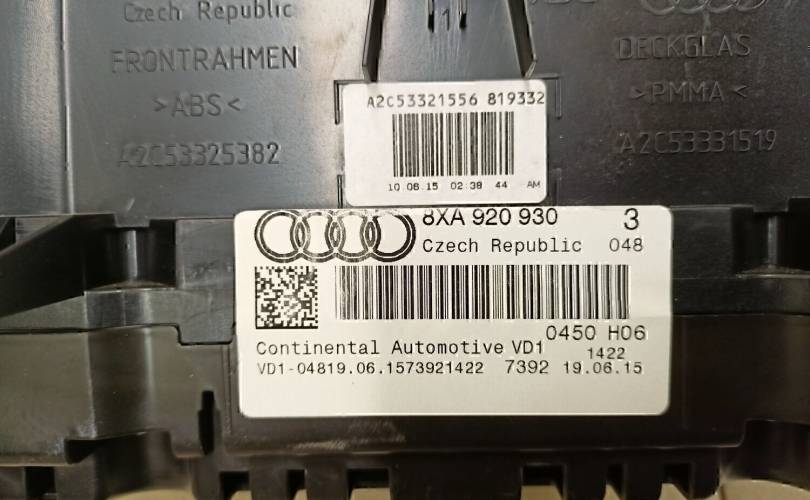 Czech Republic
FRONTRAHMEN
>ABS<
A2C53325382
1
DECKGLAS
>PMMA<
A2C53331519
A2C53321556 819332
10.06.15 02:38 44 AM
8XA 920 930 3
Czech Republic 048
0450 H06
Continental Automotive VD1 1422
VD1-04819.06.1573921422 7392 19.06.15